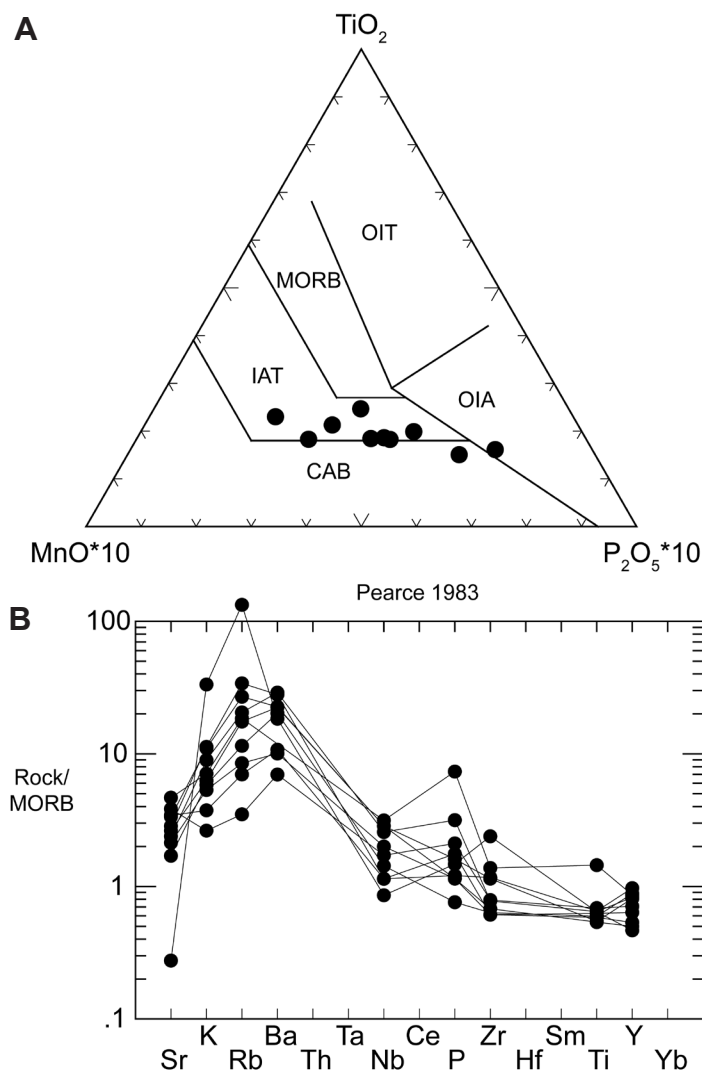 A
TiO₂
OIT
MORB
IAT
OIA
CAB
MnO*10
P₂O₅*10
Pearce 1983
B
100
10
Rock/
MORB
1
.1
K Ba Ta Ce Zr Sm Y
Sr Rb Th Nb P Hf Ti Yb